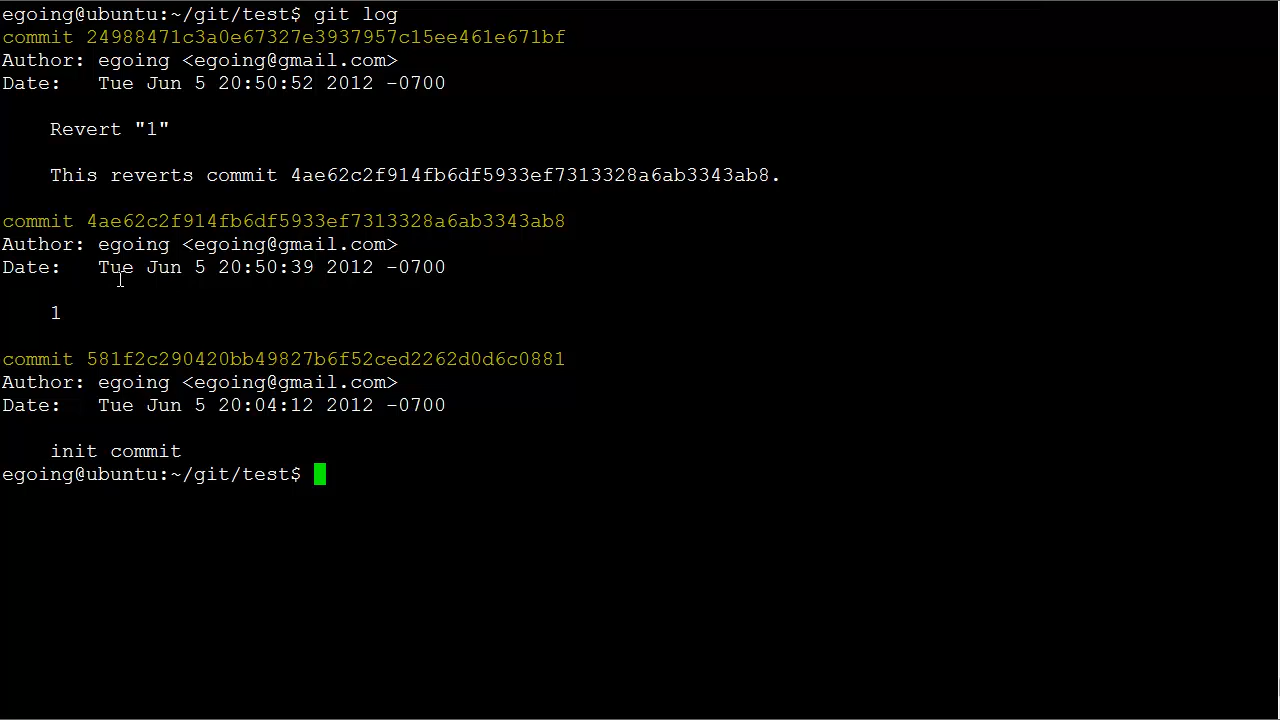 egoing@ubuntu:~/git/test$ git log
commit 24988471c3a0e67327e3937957c15ee461e671bf
Author: egoing <egoing@gmail.com>
Date:   Tue Jun 5 20:50:52 2012 -0700
    Revert "1"
    This reverts commit 4ae62c2f914fb6df5933ef7313328a6ab3343ab8.
commit 4ae62c2f914fb6df5933ef7313328a6ab3343ab8
Author: egoing <egoing@gmail.com>
Date:   Tue Jun 5 20:50:39 2012 -0700
    1
commit 581f2c290420bb49827b6f52ced2262d0d6c0881
Author: egoing <egoing@gmail.com>
Date:   Tue Jun 5 20:04:12 2012 -0700
    init commit
egoing@ubuntu:~/git/test$